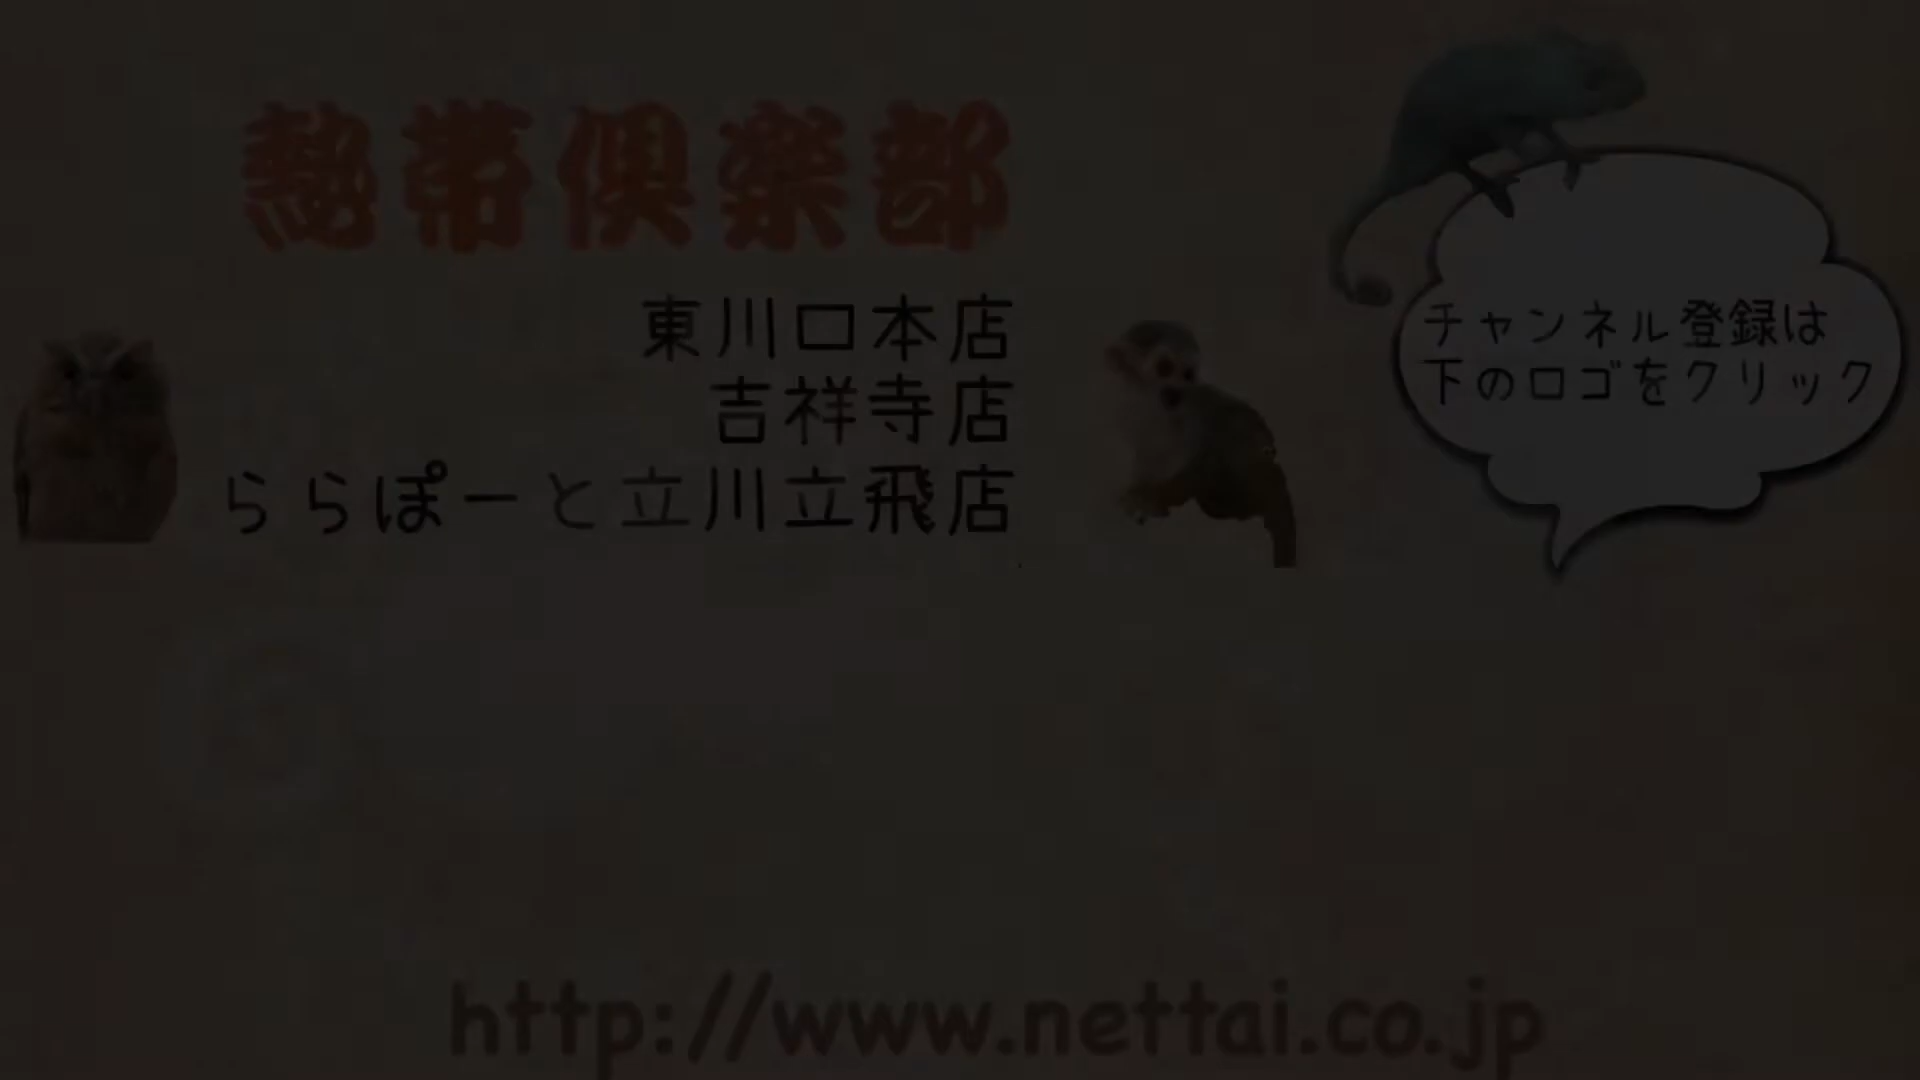 熱帯倶楽部
東川口本店
吉祥寺店
ららぽーと立川立飛店
チャンネル登録は
下のロゴをクリック
http://www.nettai.co.jp